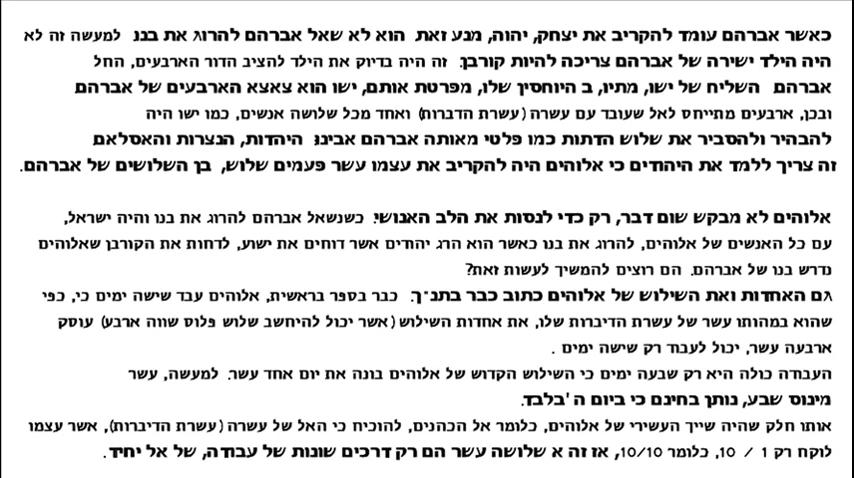 כאשר אברהם עומד להקריב את יצחק, יהוה, מנע זאת. הוא לא שאל אברהם להרוג את בנו. למעשה זה לא
היה הילד ישירה של אברהם צריכה להיות קורבן. זה היה בדיוק את הילד להציב הדור הארבעים, החל
אברהם. השליח של ישו, מתיו, ב היוחסין שלו, מפרטת אותם, ישו הוא צאצא הארבעים של אברהם.
ובכן, ארבעים מתייחס לאל שעובד עם עשרה (עשרת הדברות) ואחד מכל שלושה אנשים, כמו ישו היה
להבהיר ולהסביר את שלוש הדתות כמו פלטי מאותה אברהם אבינו: היהדות, הנצרות והאסלאם.
זה צריך ללמד את היהודים כי אלוהים היה להקריב את עצמו עשר פעמים שלוש, בן השלושים של אברהם.
אלוהים לא מבקש שום דבר, רק כדי לנסות את הלב האנושי. כשנשאל אברהם להרוג את בנו והיה ישראל,
עם כל האנשים של אלוהים, להרוג את בנו כאשר הוא הרג יהודים אשר דוחים את ישוע, לדחות את הקורבן שאלוהים
נדרש בנו של אברהם. הם רוצים להמשיך לעשות זאת?
גם האחדות ואת השילוש של אלוהים כתוב כבר בתנ"ך. כבר בספר בראשית, אלוהים עבד שישה ימים כי, כפי
שהוא במהותו עשר של עשרת הדיברות שלו, את אחדות השילוש (אשר יכול להיחשב שלוש פלוס שווה ארבע) עוסק
ארבעה עשר, יכול לעבוד רק שישה ימים .
העבודה כולה היא רק שבעה ימים כי השילוש הקדוש של אלוהים בונה את יום אחד עשר. למעשה, עשר
מינוס שבע, נותן בחינם כי ביום ה 'בלבד.
אותו חלק שהיה שייך העשירי של אלוהים, כלומר אל הכהנים, להוכיח כי האל של עשרה (עשרת הדיברות), אשר עצמו
לוקח רק 1 / 10, כלומר 10/10, אז זה א שלושה עשר הם רק דרכים שונות של עבודה, של אל יחיד.